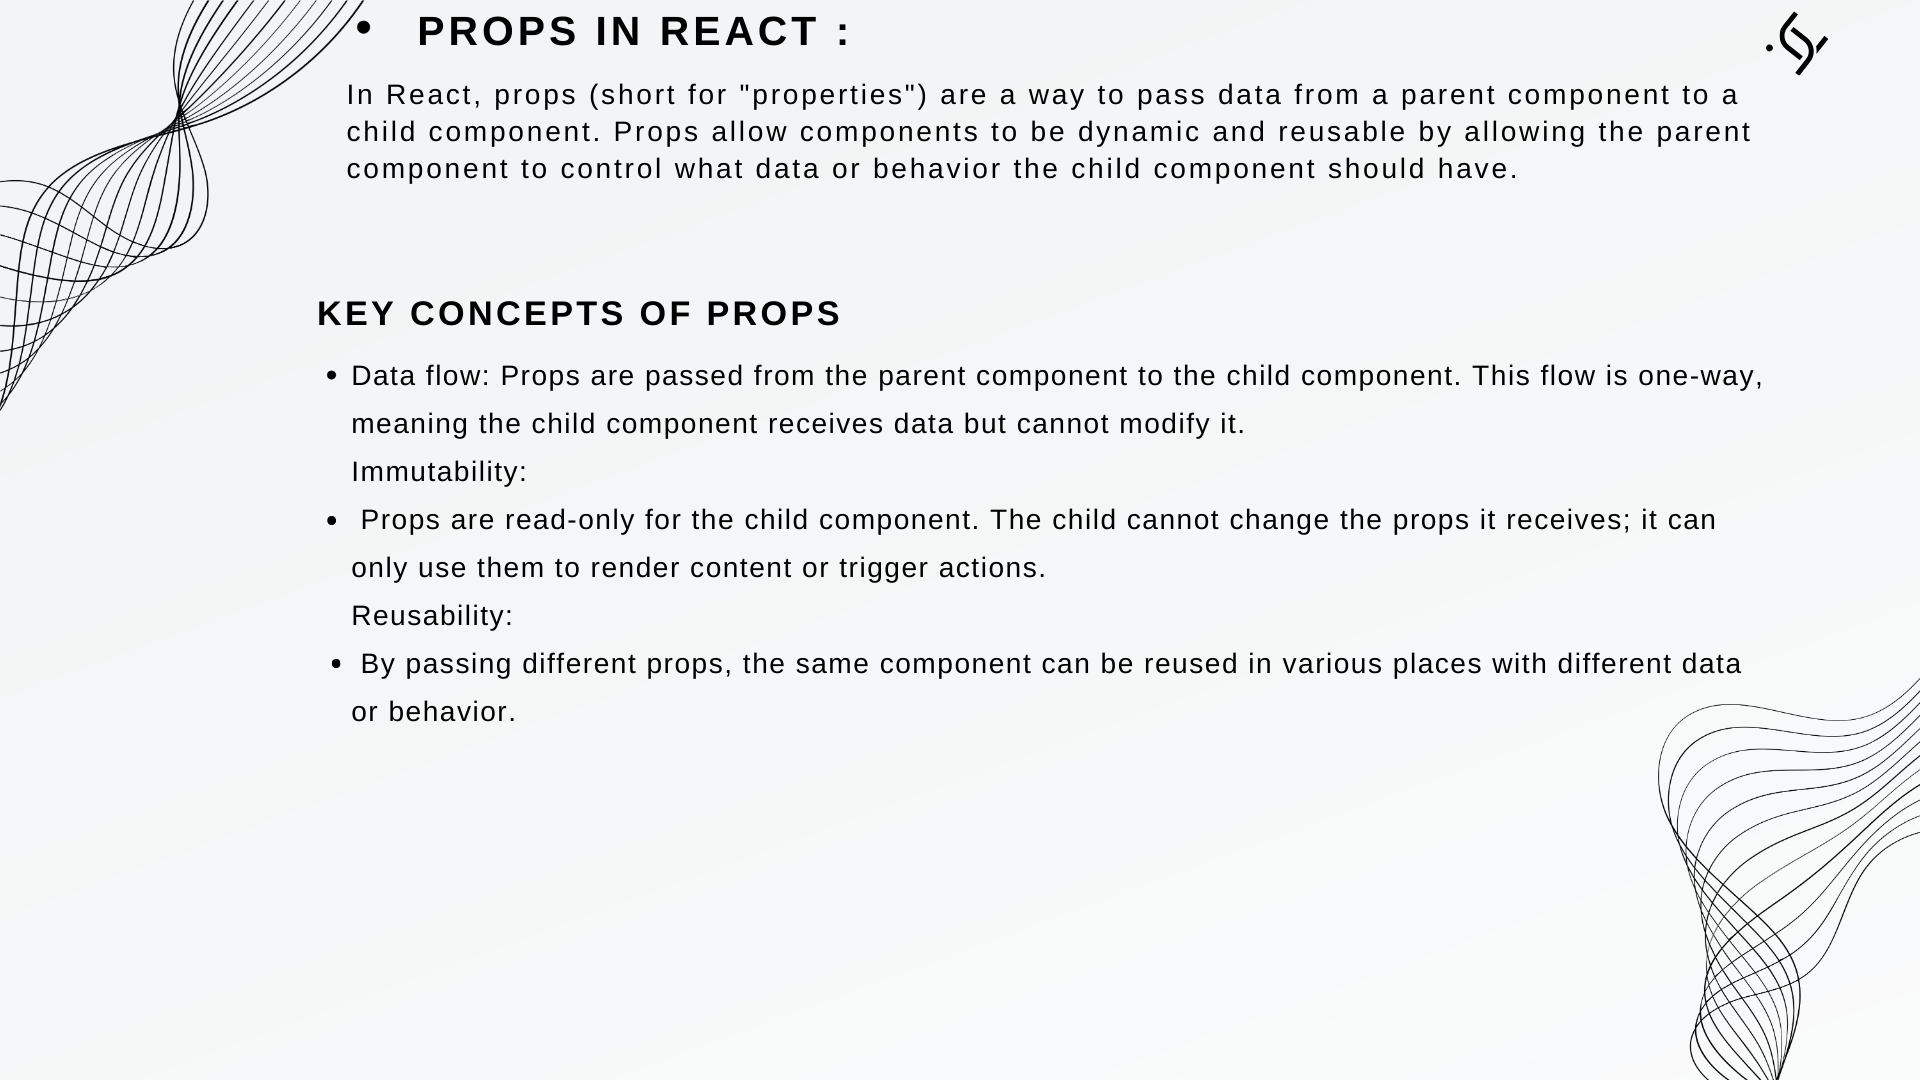 • PROPS IN REACT :
In React, props (short for "properties") are a way to pass data from a parent component to a
child component. Props allow components to be dynamic and reusable by allowing the parent
component to control what data or behavior the child component should have.
KEY CONCEPTS OF PROPS
• Data flow: Props are passed from the parent component to the child component. This flow is one-way,
meaning the child component receives data but cannot modify it.
Immutability:
• Props are read-only for the child component. The child cannot change the props it receives; it can
only use them to render content or trigger actions.
Reusability:
• By passing different props, the same component can be reused in various places with different data
or behavior.